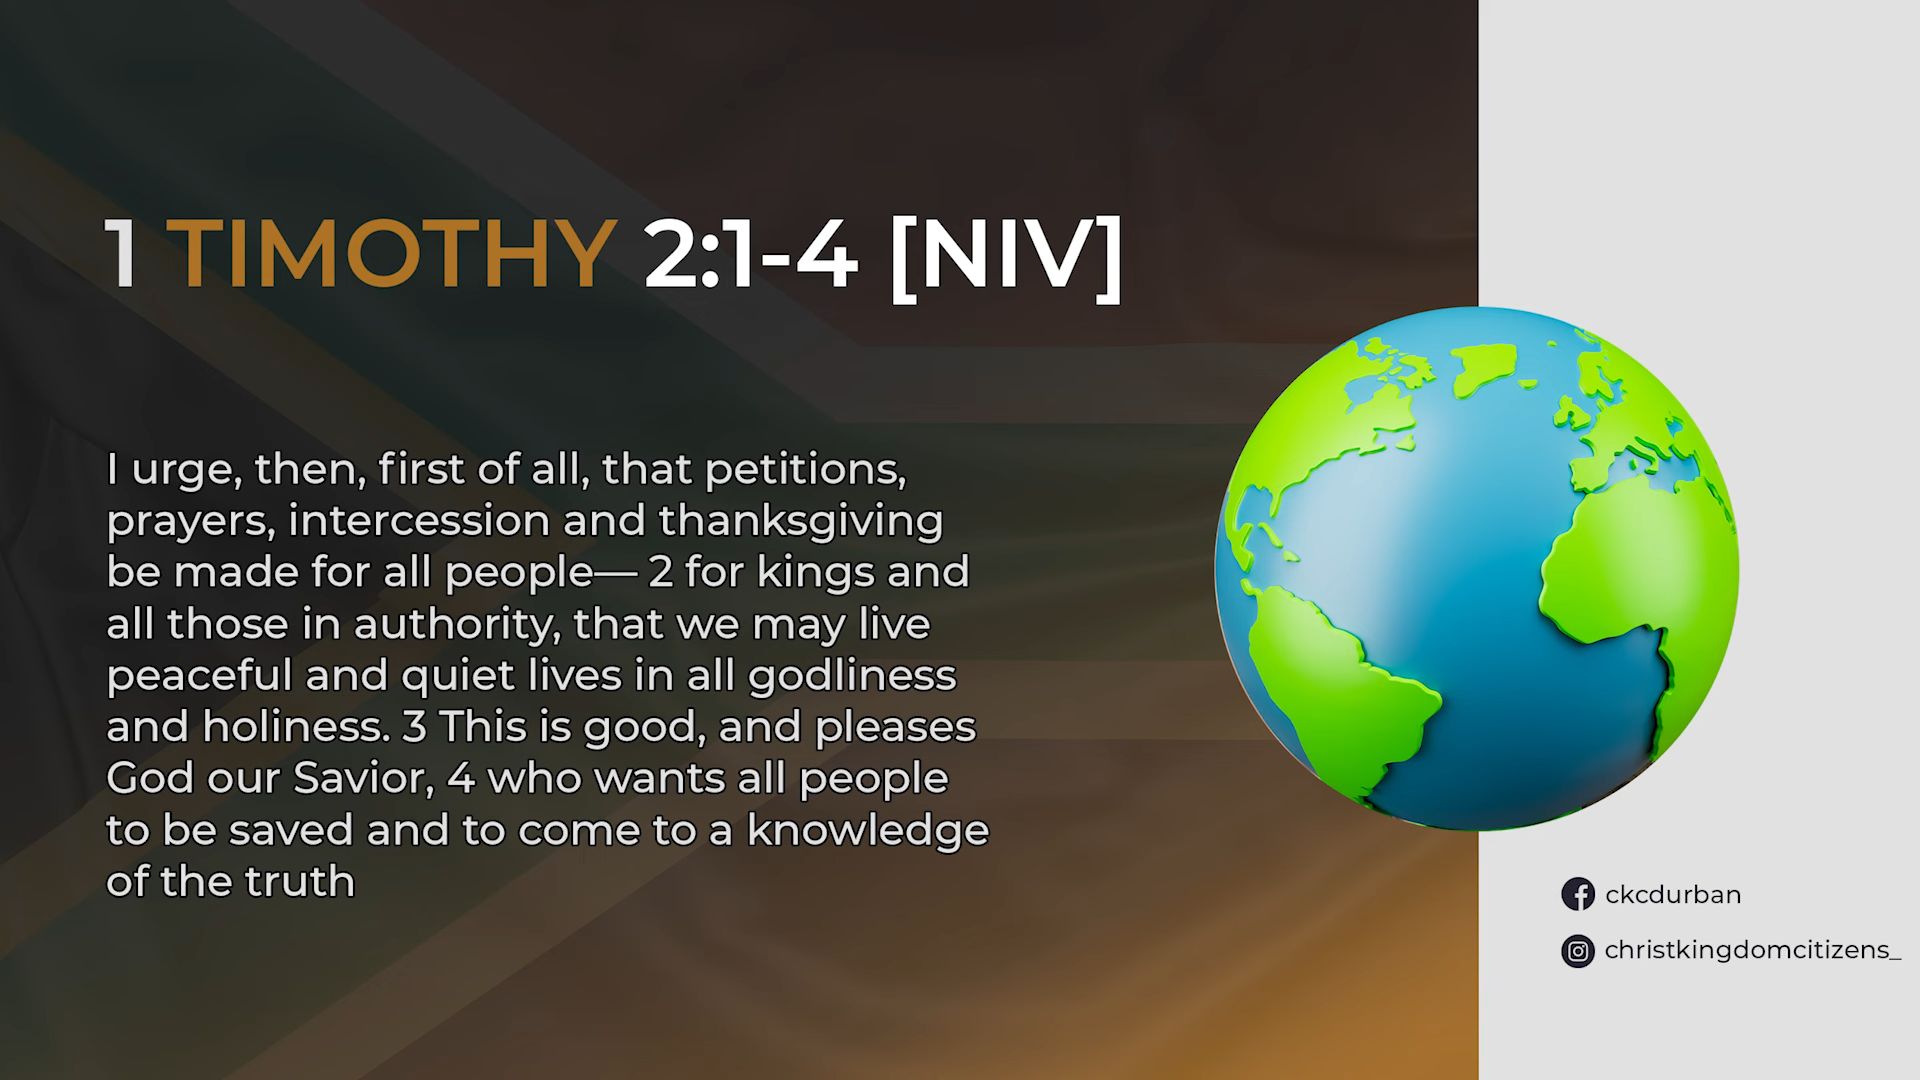 1 TIMOTHY 2:1-4 [NIV]
I urge, then, first of all, that petitions,
prayers, intercession and thanksgiving
be made for all people— 2 for kings and
all those in authority, that we may live
peaceful and quiet lives in all godliness
and holiness. 3 This is good, and pleases
God our Savior, 4 who wants all people
to be saved and to come to a knowledge
of the truth
ckcdurban
christkingdomcitizens_